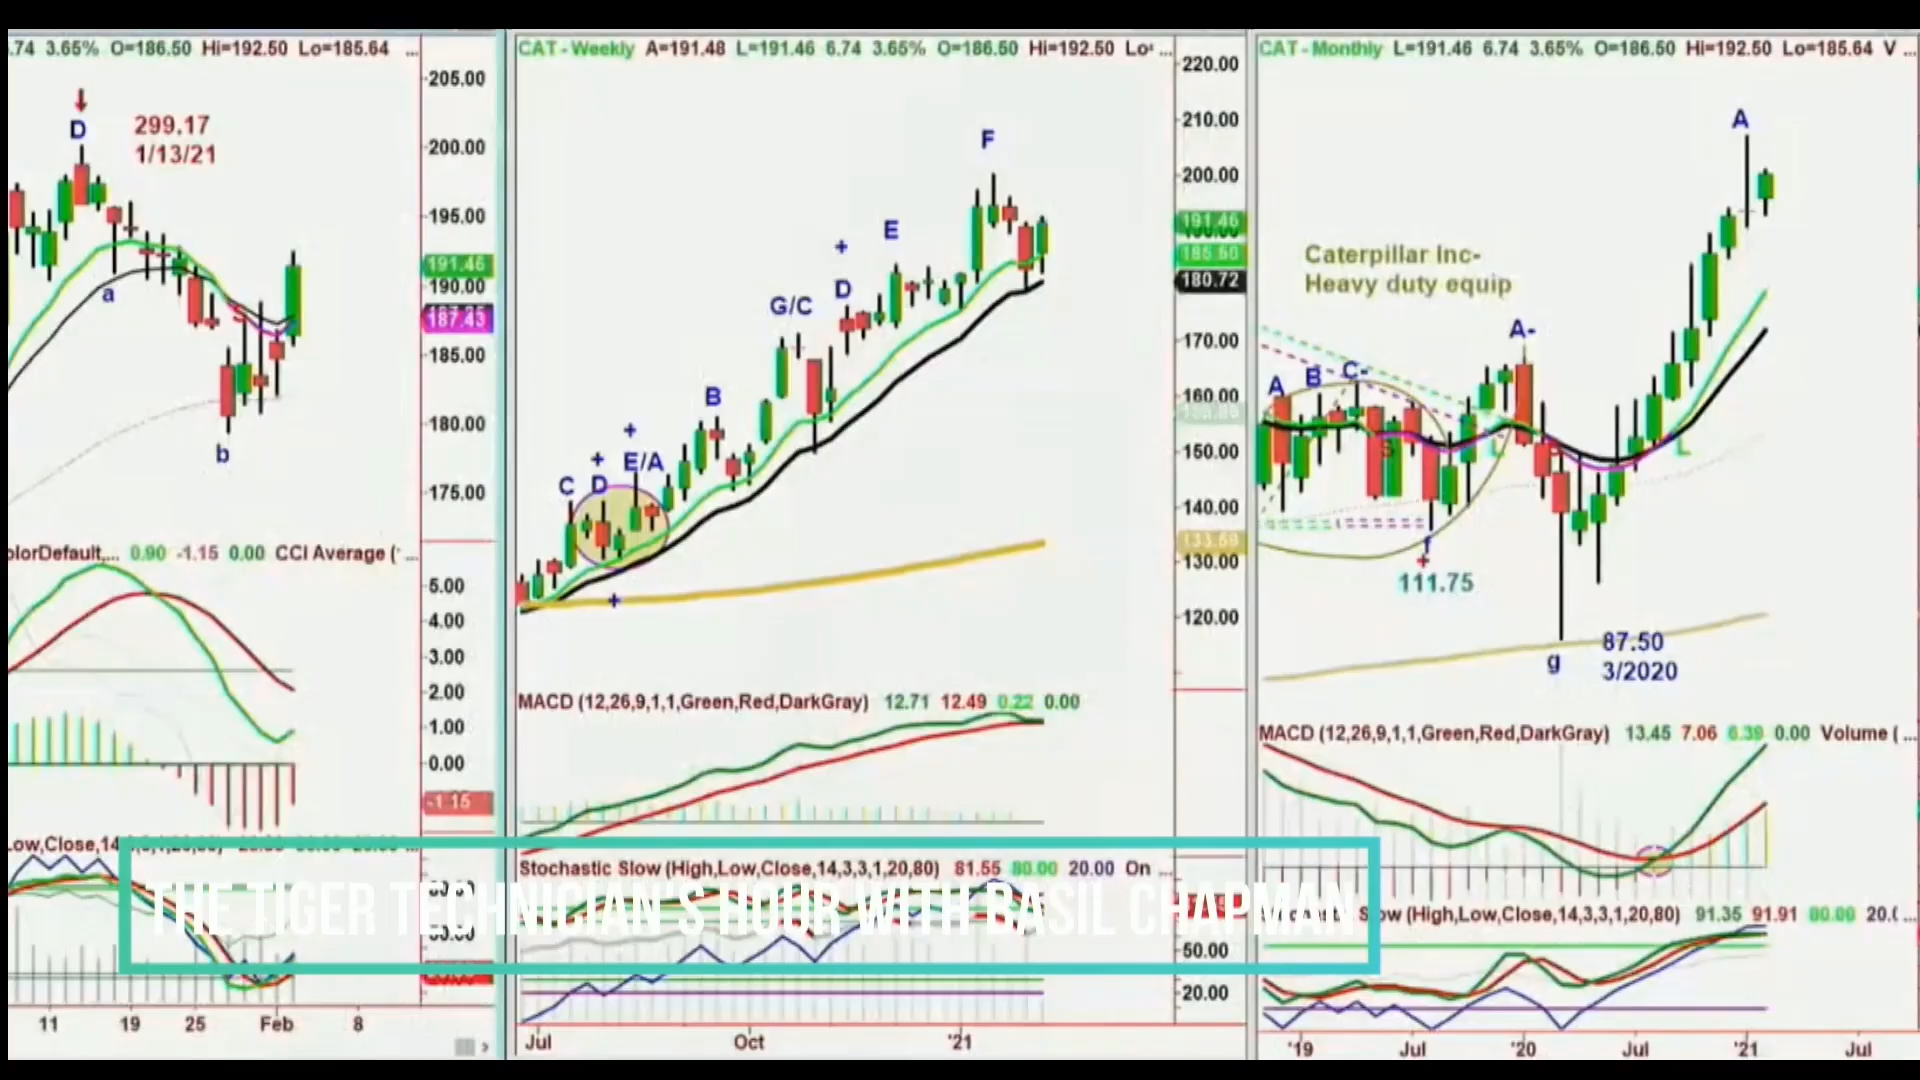 .74 3.65% O=186.50 Hi=192.50 Lo=185.64 ...
205.00
D
299.17
1/13/21
200.00
195.00
191.46
a
190.00
187.43
185.00
180.00
b
175.00
olorDefault,... 0.90 -1.15 0.00 CCI Average ( ...
5.00
4.00
3.00
2.00
1.00
0.00
-1.15
Low,Close,14
11 19 25 Feb 8
CAT - Weekly A=191.48 L=191.46 6.74 3.65% O=186.50 Hi=192.50 Lo ...
220.00
210.00
F
200.00
191.46
E
+
185.50
180.72
D
G/C
170.00
160.00
B
150.00
+
+ E/A
C D
140.00
133.59
130.00
+
120.00
MACD (12,26,9,1,1,Green,Red,DarkGray) 12.71 12.49 0.22 0.00
Stochastic Slow (High,Low,Close,14,3,3,1,20,80) 81.55 80.00 20.00 On ...
50.00
20.00
Jul Oct '21
CAT - Monthly L=191.46 6.74 3.65% O=186.50 Hi=192.50 Lo=185.64 V ...
A
Caterpillar Inc-
Heavy duty equip
A-
A B C-
S L S L
f
+
111.75
g
87.50
3/2020
MACD (12,26,9,1,1,Green,Red,DarkGray) 13.45 7.06 6.39 0.00 Volume ( ...
Slow (High,Low,Close,14,3,3,1,20,80) 91.35 91.91 80.00 20.( ...
'19 Jul '20 Jul '21 Jul
THE TIGER TECHNICIAN'S HOUR WITH BASIL CHAPMAN